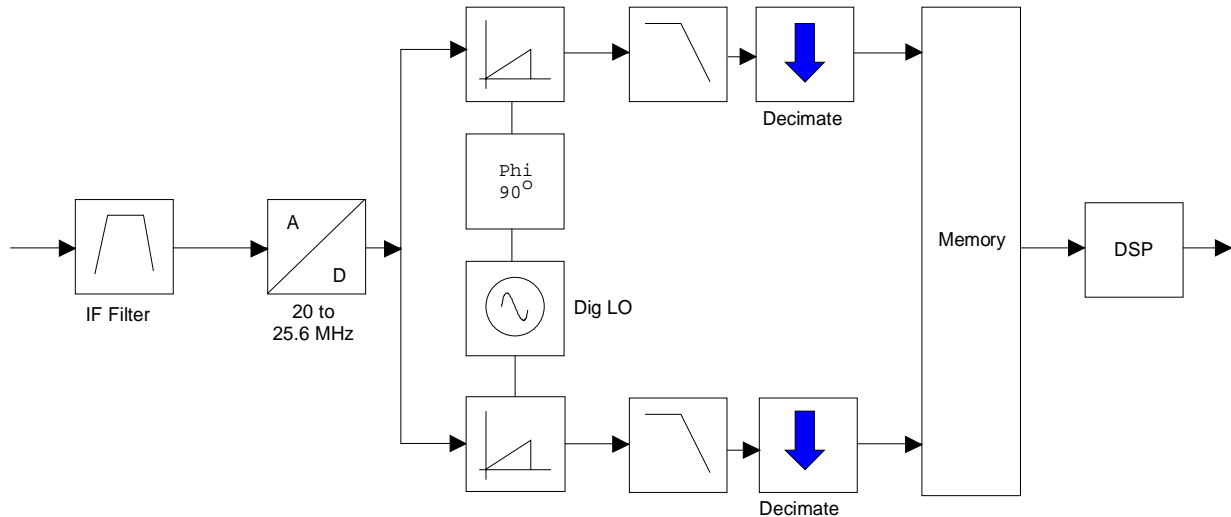 Decimate
Phi
90°
IF Filter
A
D
20 to
25.6 MHz
Dig LO
Memory
DSP
Decimate